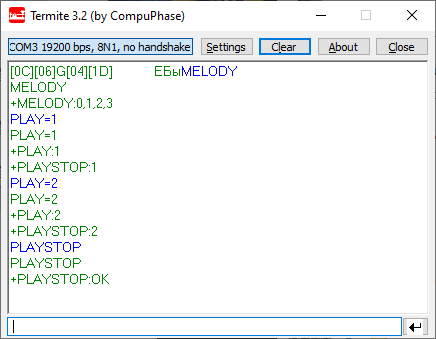 Termite 3.2 (by CompuPhase)
COM3 19200 bps, 8N1, no handshake Settings Clear About Close
[0C][06]G[04][1D] ЕБыMELODY
MELODY
+MELODY:0,1,2,3
PLAY=1
PLAY=1
+PLAY:1
+PLAYSTOP:1
PLAY=2
PLAY=2
+PLAY:2
+PLAYSTOP:2
PLAYSTOP
PLAYSTOP
+PLAYSTOP:OK